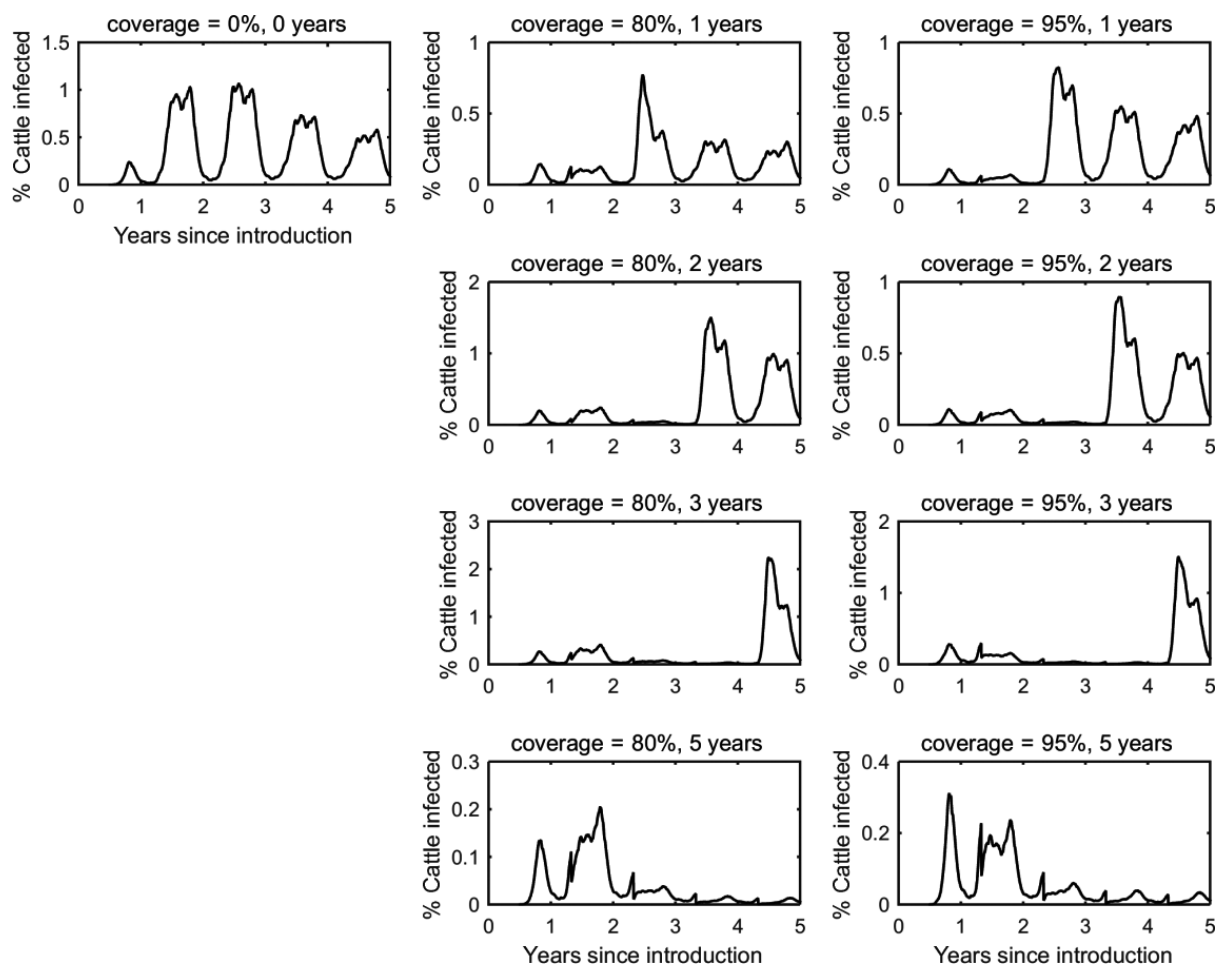 coverage = 0%, 0 years
% Cattle infected
1.5
1
0.5
0
0 1 2 3 4 5
Years since introduction
coverage = 80%, 1 years
% Cattle infected
1
0.5
0
0 1 2 3 4 5
coverage = 95%, 1 years
% Cattle infected
1
0.5
0
0 1 2 3 4 5
coverage = 80%, 2 years
% Cattle infected
2
1
0
0 1 2 3 4 5
coverage = 95%, 2 years
% Cattle infected
1
0.5
0
0 1 2 3 4 5
coverage = 80%, 3 years
% Cattle infected
3
2
1
0
0 1 2 3 4 5
coverage = 95%, 3 years
% Cattle infected
2
1
0
0 1 2 3 4 5
coverage = 80%, 5 years
% Cattle infected
0.3
0.2
0.1
0
0 1 2 3 4 5
Years since introduction
coverage = 95%, 5 years
% Cattle infected
0.4
0.2
0
0 1 2 3 4 5
Years since introduction